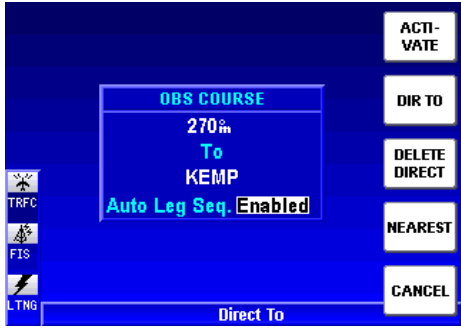 ACTI-
VATE
OBS COURSE
DIR TO
270°m
To
KEMP
DELETE
DIRECT
Auto Leg Seq. Enabled
TRFC
NEAREST
FIS
CANCEL
LTNG
Direct To